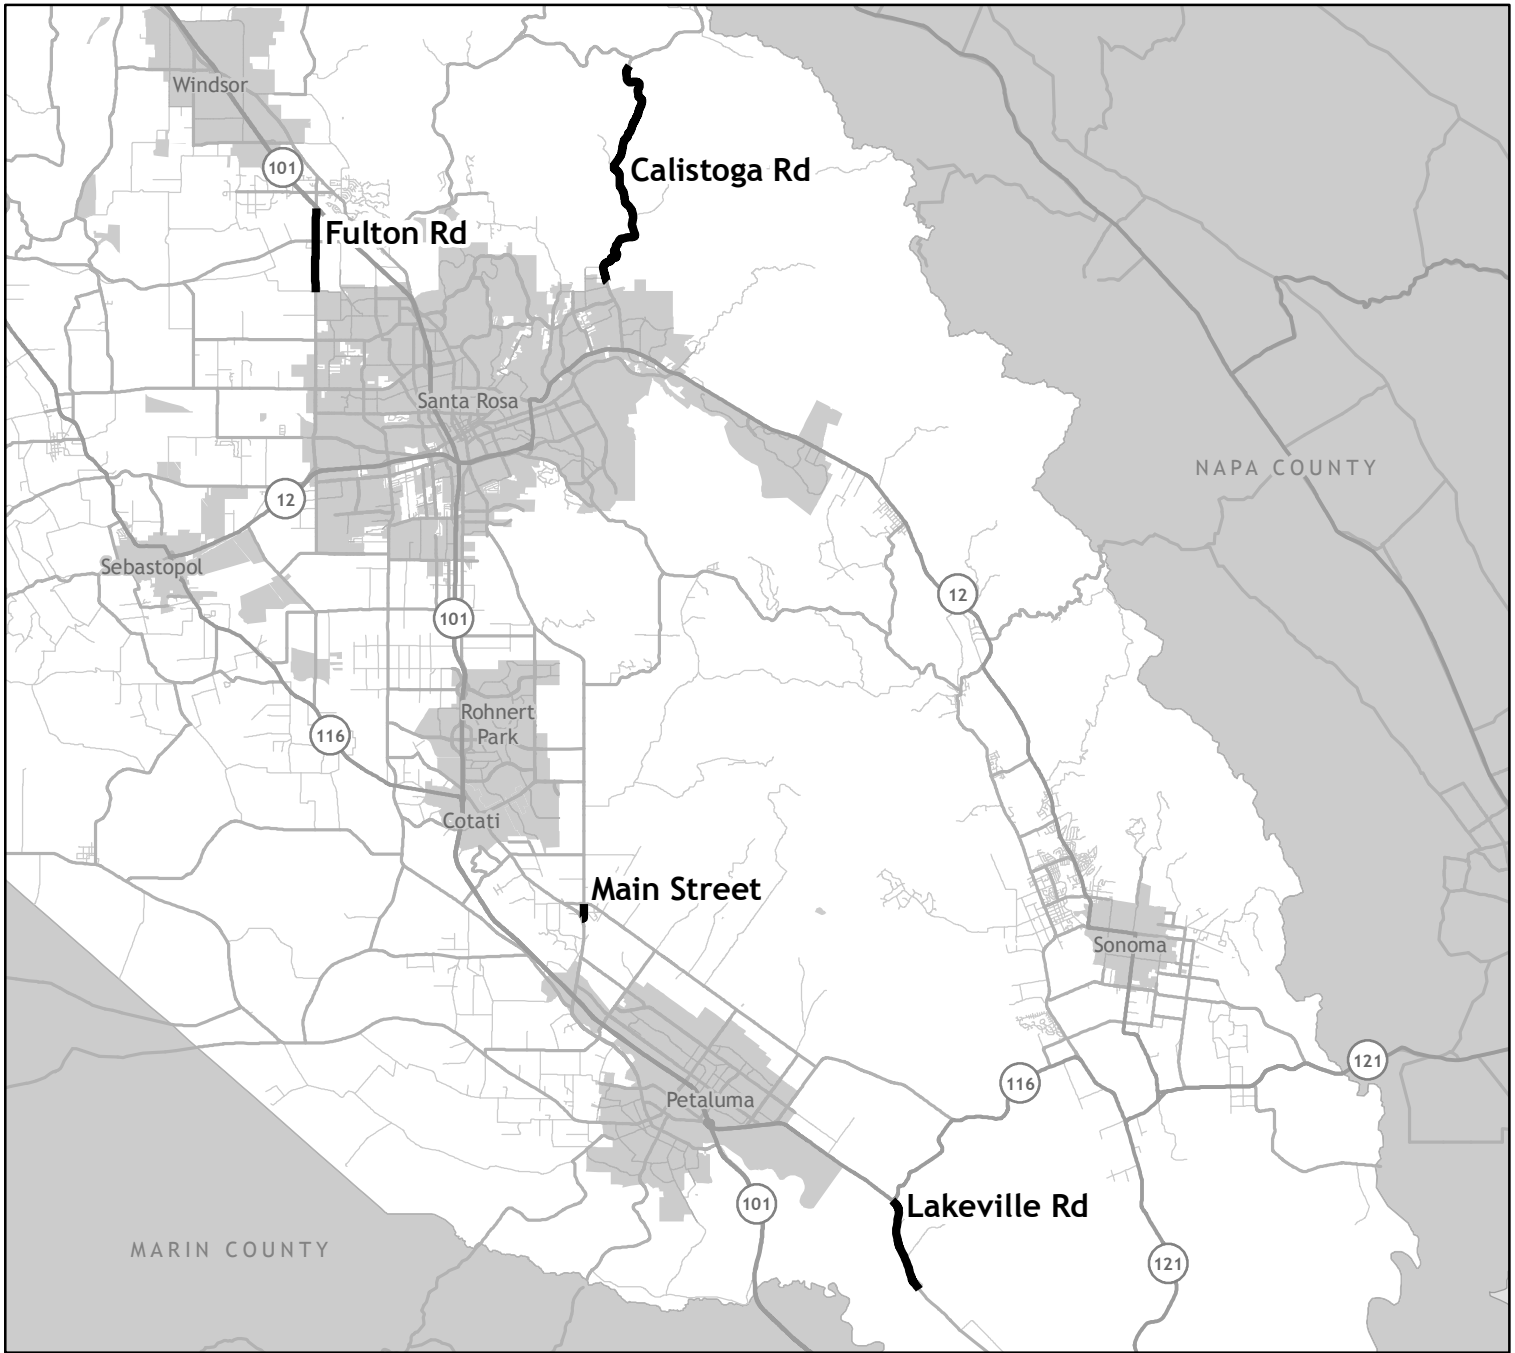 Windsor
101
Calistoga Rd
Fulton Rd
Santa Rosa
NAPA COUNTY
12
Sebastopol
12
101
Rohnert
Park
116
Cotati
Main Street
Sonoma
121
116
Petaluma
101
Lakeville Rd
MARIN COUNTY
121